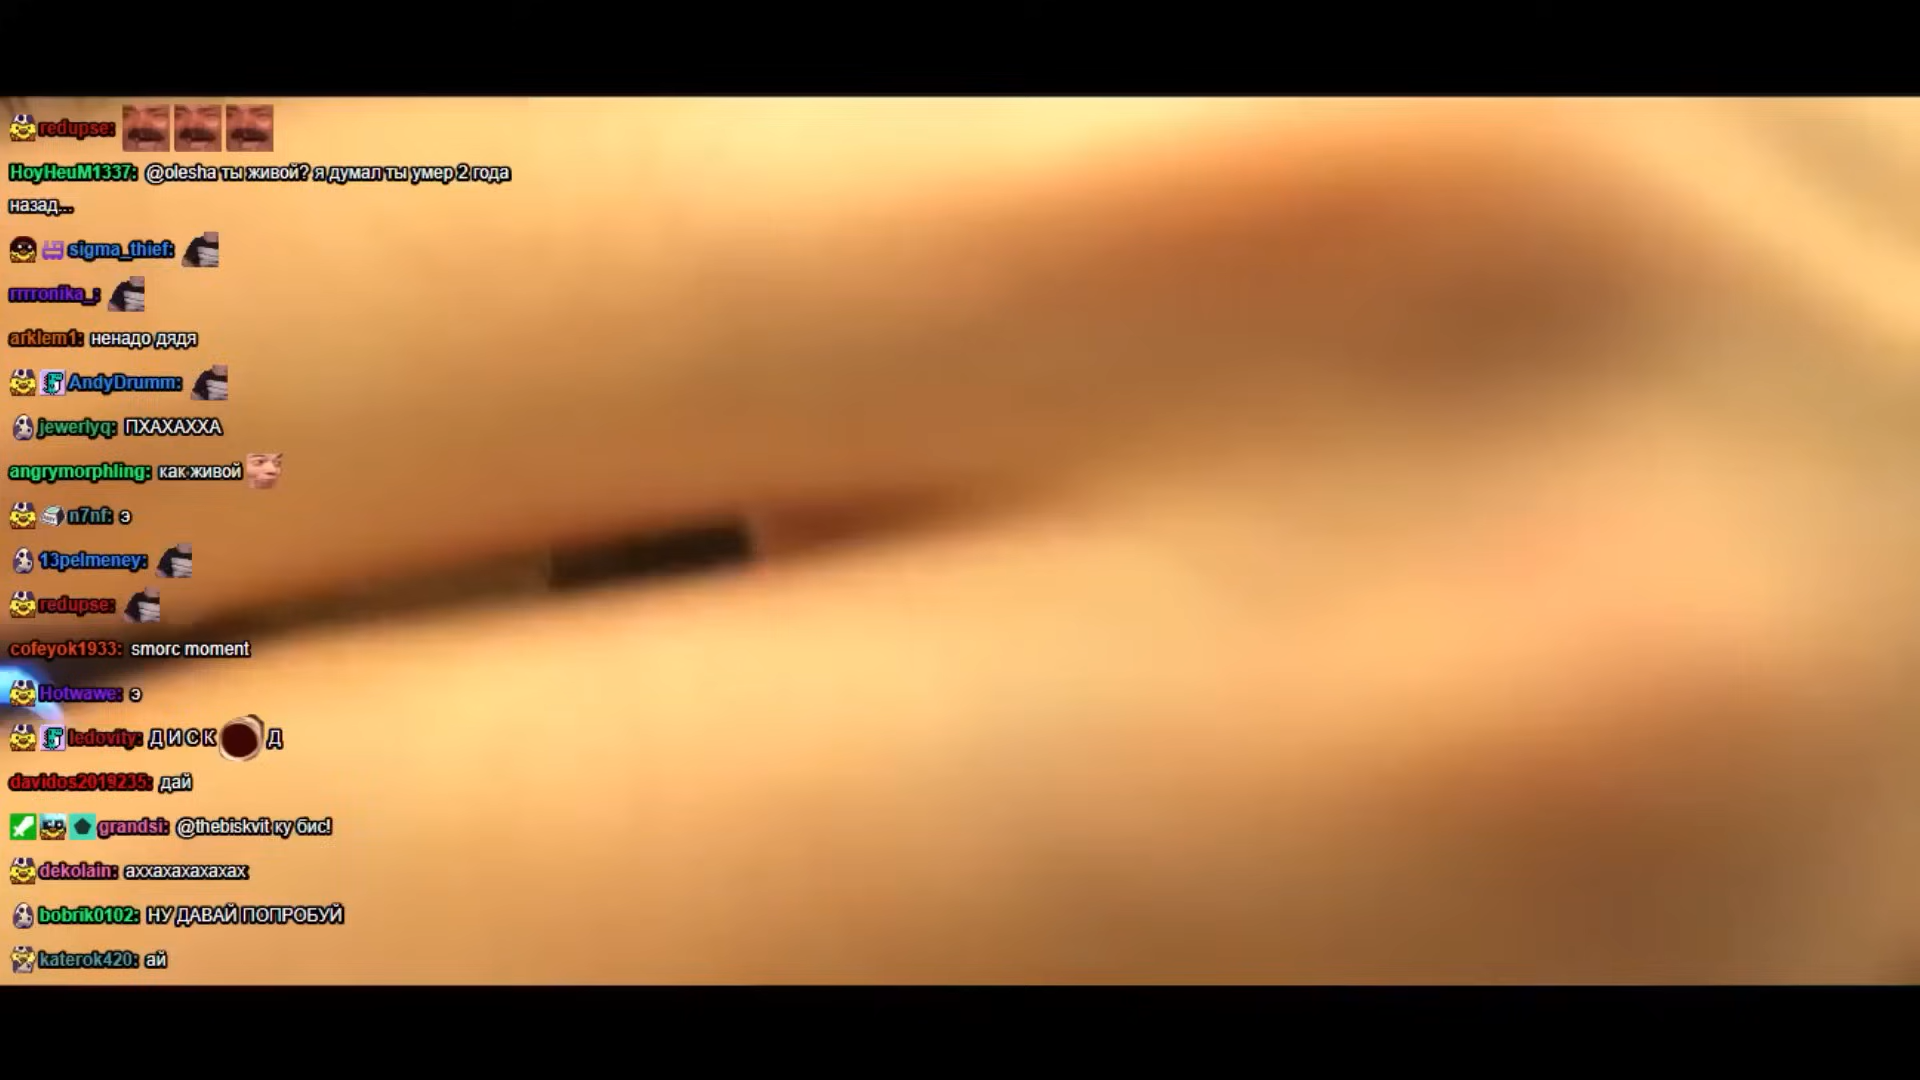 redupse:
HoyHeuM1337: @olesha ты живой? я думал ты умер 2 года
назад...
sigma_thief:
rrrronika_:
arklem1: ненадо дядя
AndyDrumm:
jewerlyq: ПХАХАХХА
angrymorphling: как живой
n7nf: э
13pelmeney:
redupse:
cofeyok1933: smorc moment
Hotwawe: э
ledovity: Д И С К Д
davidos2019235: дай
grandsi: @thebiskvit ку бис!
dekolain: аххахахахахах
bobrik0102: НУ ДАВАЙ ПОПРОБУЙ
katerok420: ай